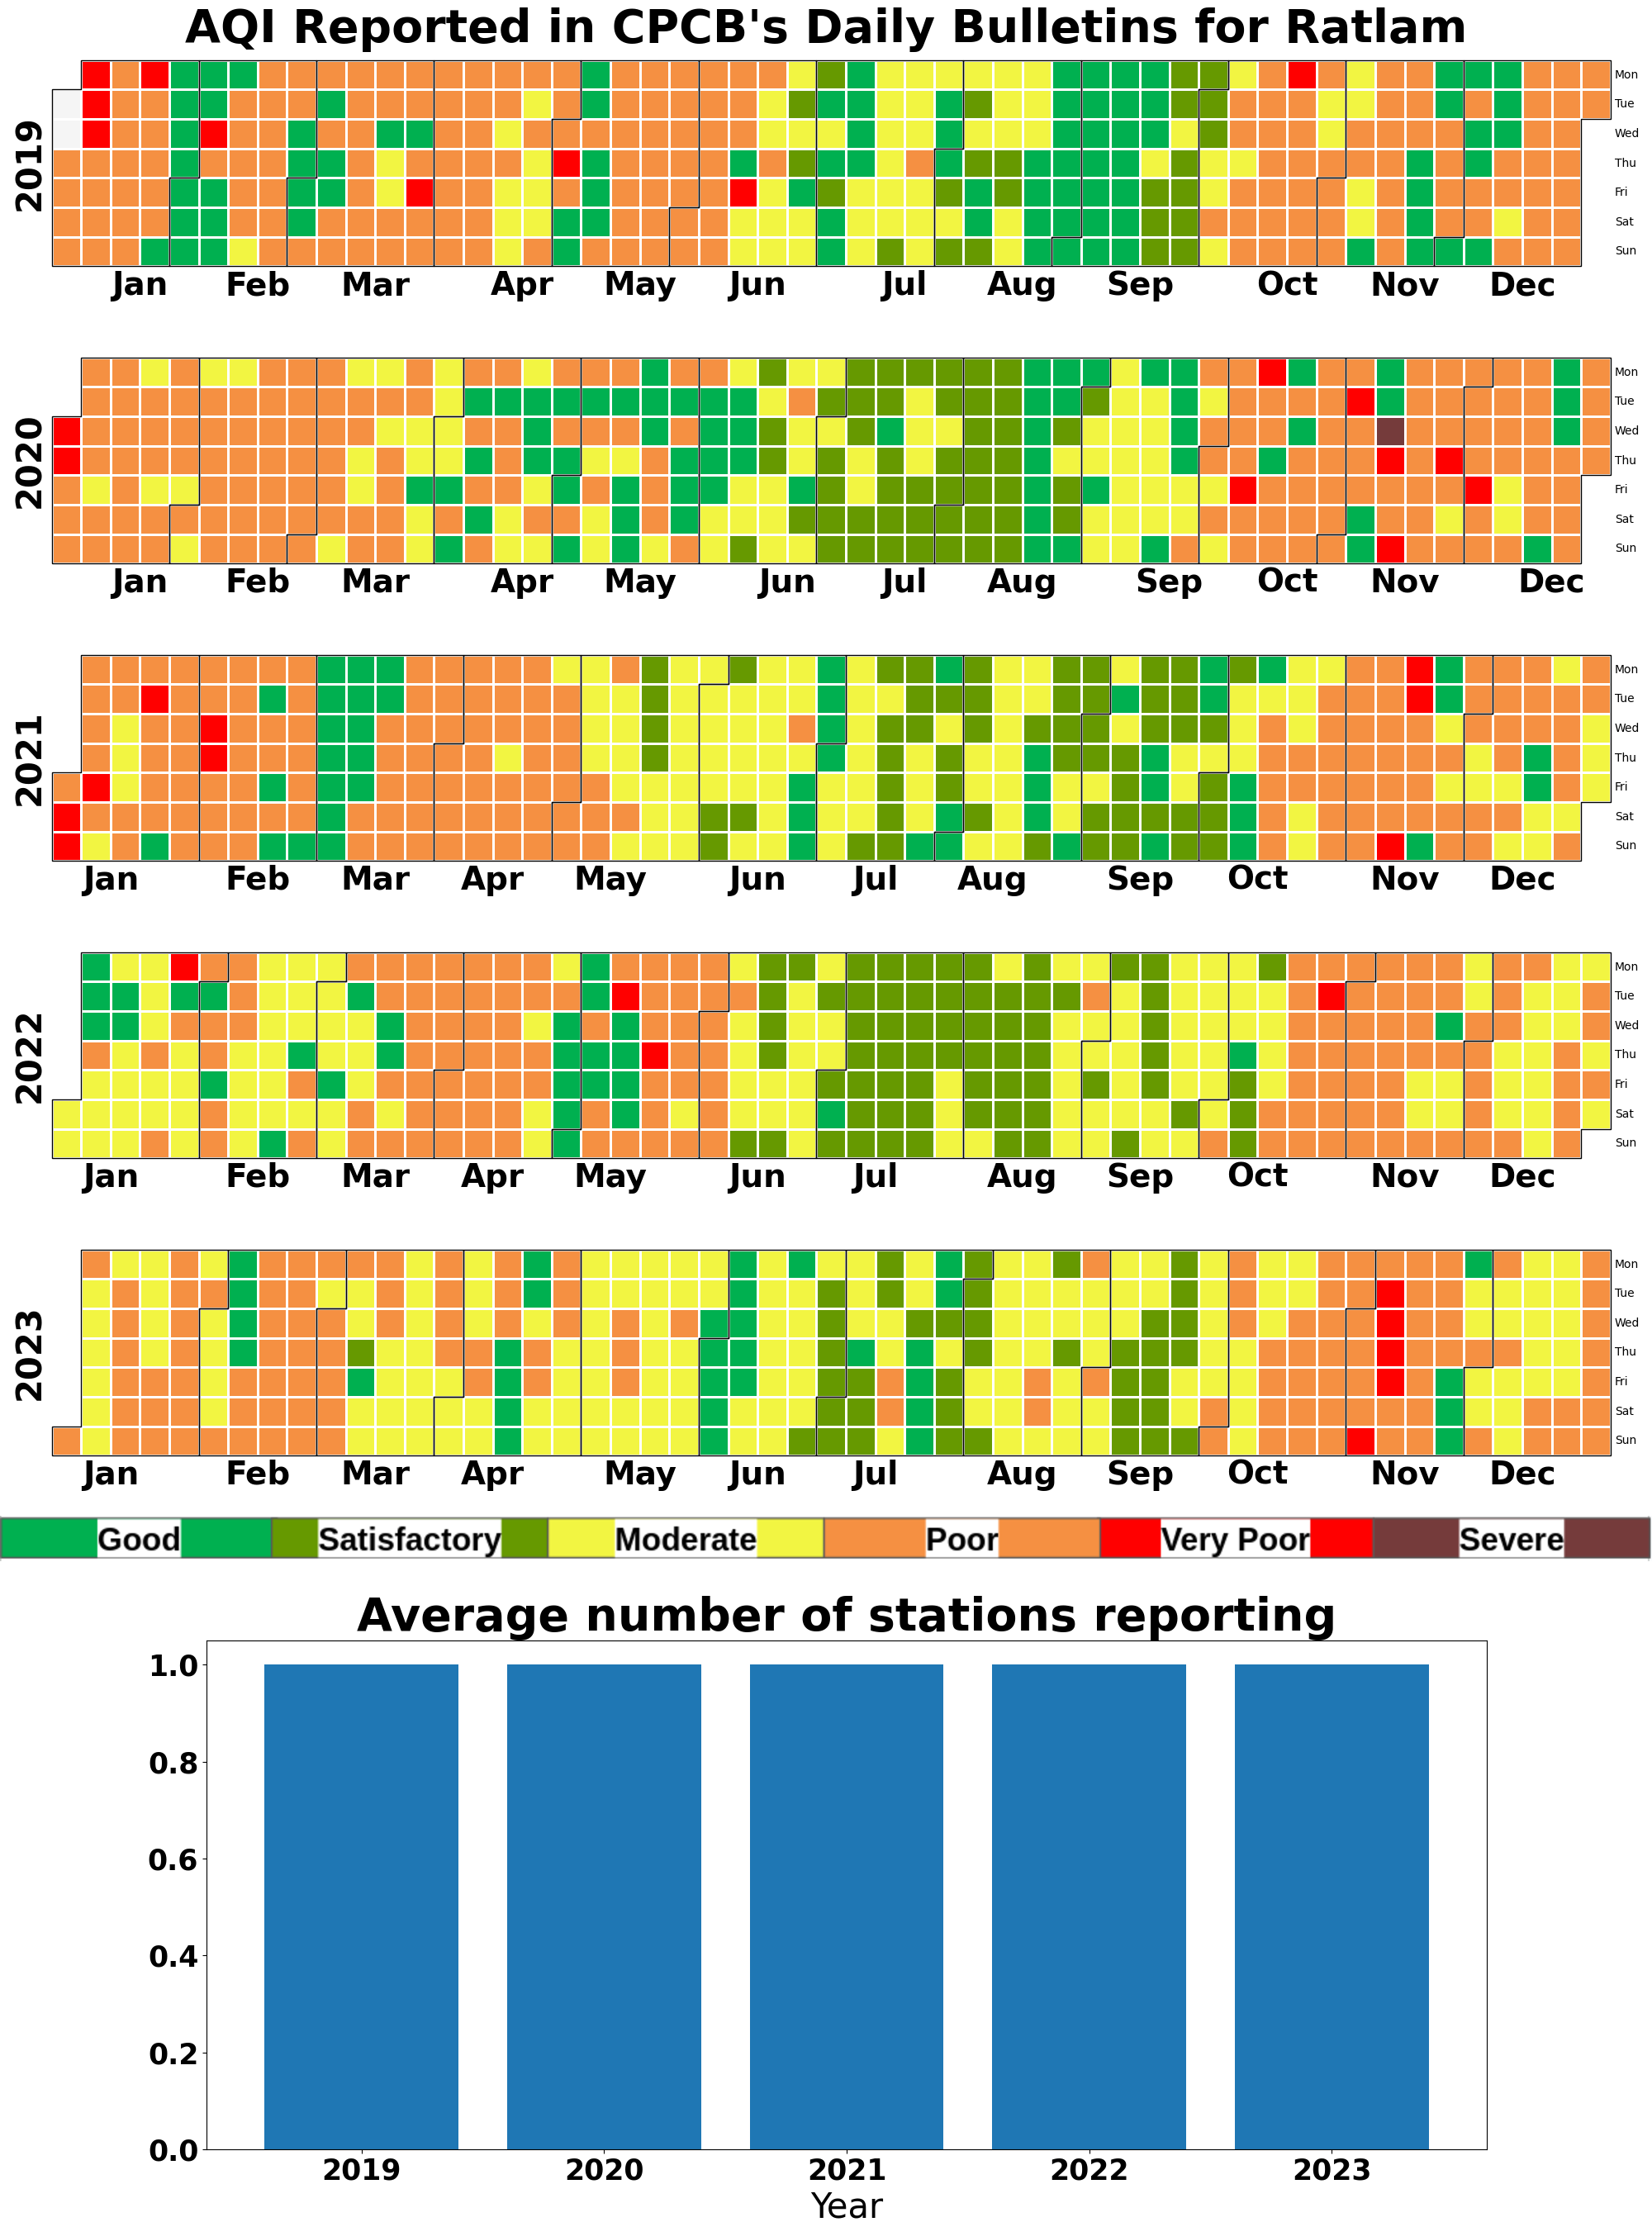 AQI Reported in CPCB's Daily Bulletins for Ratlam
2019
Mon
Tue
Wed
Thu
Fri
Sat
Sun
Jan Feb Mar Apr May Jun Jul Aug Sep Oct Nov Dec
2020
Mon
Tue
Wed
Thu
Fri
Sat
Sun
Jan Feb Mar Apr May Jun Jul Aug Sep Oct Nov Dec
2021
Mon
Tue
Wed
Thu
Fri
Sat
Sun
Jan Feb Mar Apr May Jun Jul Aug Sep Oct Nov Dec
2022
Mon
Tue
Wed
Thu
Fri
Sat
Sun
Jan Feb Mar Apr May Jun Jul Aug Sep Oct Nov Dec
2023
Mon
Tue
Wed
Thu
Fri
Sat
Sun
Jan Feb Mar Apr May Jun Jul Aug Sep Oct Nov Dec
Good Satisfactory Moderate Poor Very Poor Severe
Average number of stations reporting
1.0
0.8
0.6
0.4
0.2
0.0
2019 2020 2021 2022 2023
Year